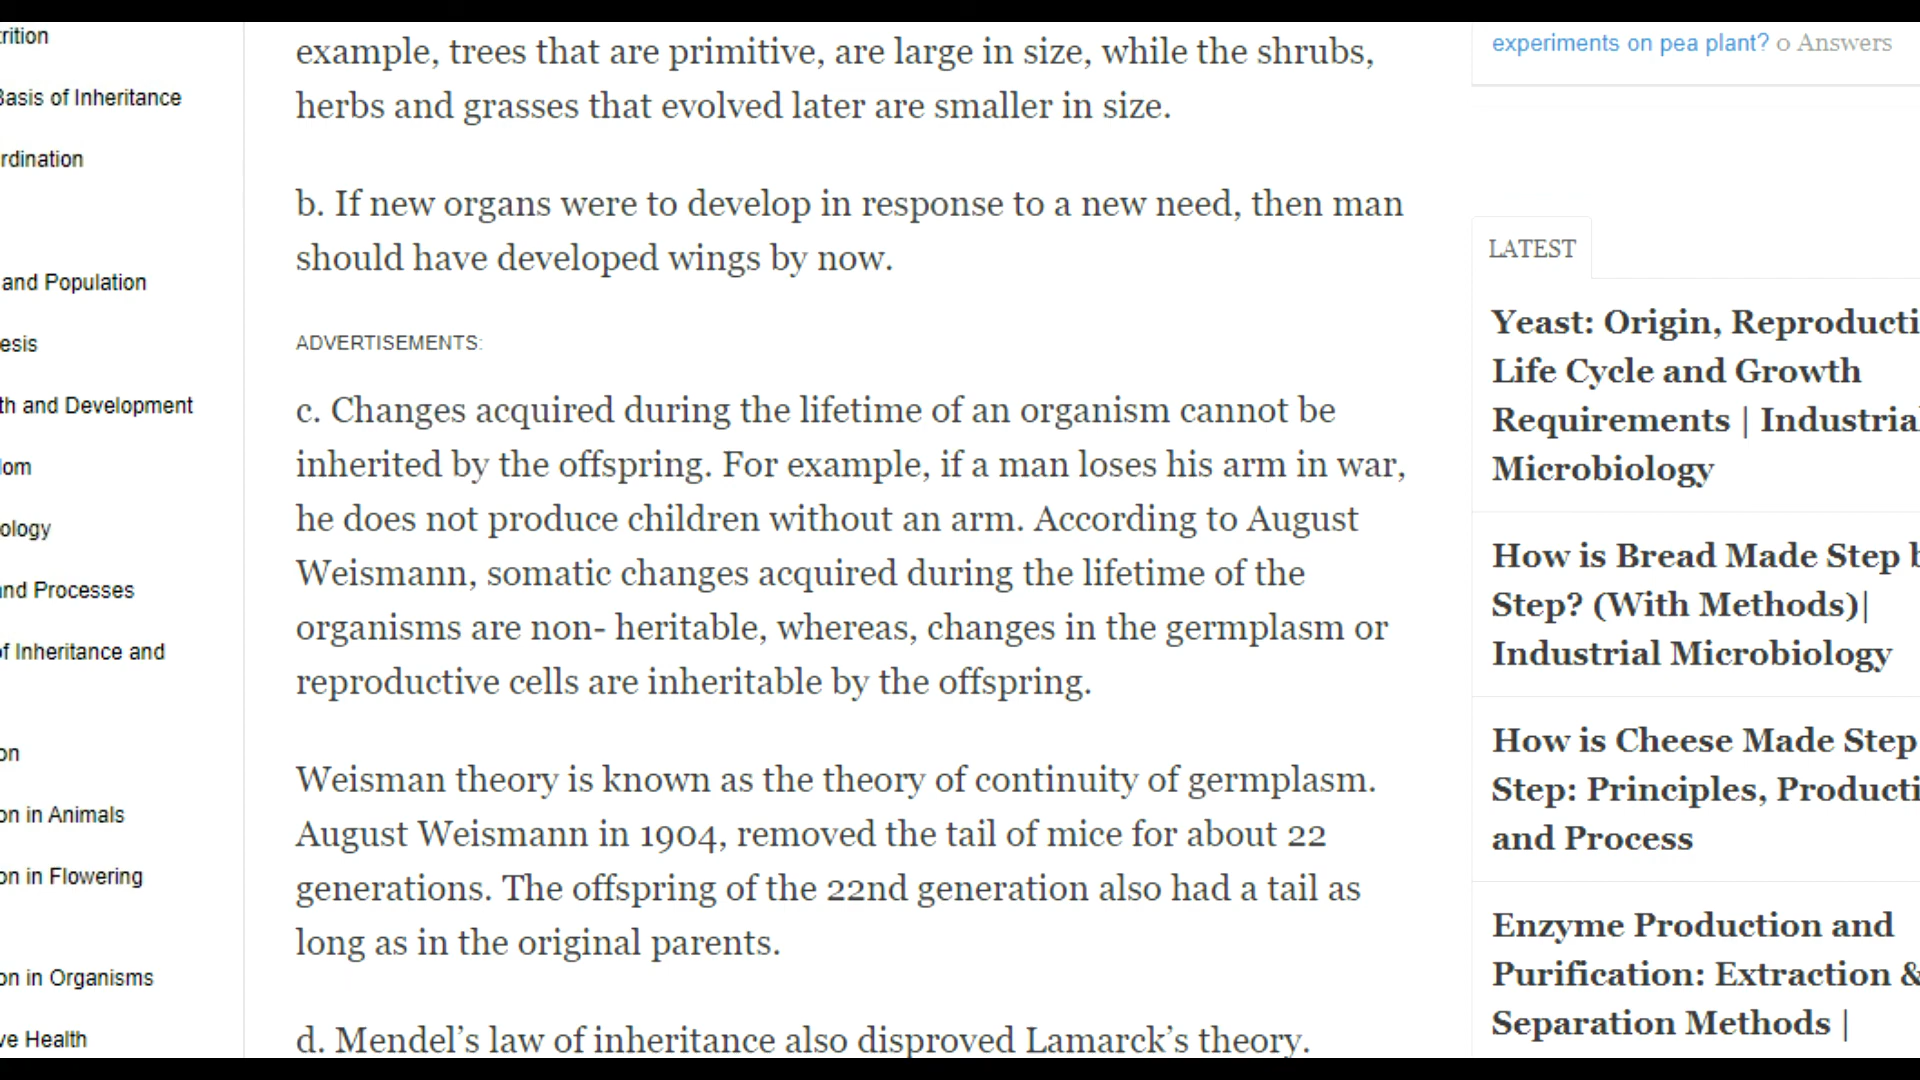 rition
Basis of Inheritance
rdination
and Population
esis
th and Development
lom
ology
and Processes
of Inheritance and
on
on in Animals
on in Flowering
on in Organisms
ve Health
example, trees that are primitive, are large in size, while the shrubs,
herbs and grasses that evolved later are smaller in size.
b. If new organs were to develop in response to a new need, then man
should have developed wings by now.
ADVERTISEMENTS:
c. Changes acquired during the lifetime of an organism cannot be
inherited by the offspring. For example, if a man loses his arm in war,
he does not produce children without an arm. According to August
Weismann, somatic changes acquired during the lifetime of the
organisms are non- heritable, whereas, changes in the germplasm or
reproductive cells are inheritable by the offspring.
Weisman theory is known as the theory of continuity of germplasm.
August Weismann in 1904, removed the tail of mice for about 22
generations. The offspring of the 22nd generation also had a tail as
long as in the original parents.
d. Mendel’s law of inheritance also disproved Lamarck’s theory.
experiments on pea plant? 0 Answers
LATEST
Yeast: Origin, Reproducti
Life Cycle and Growth
Requirements | Industrial
Microbiology
How is Bread Made Step b
Step? (With Methods)|
Industrial Microbiology
How is Cheese Made Step
Step: Principles, Producti
and Process
Enzyme Production and
Purification: Extraction &
Separation Methods |